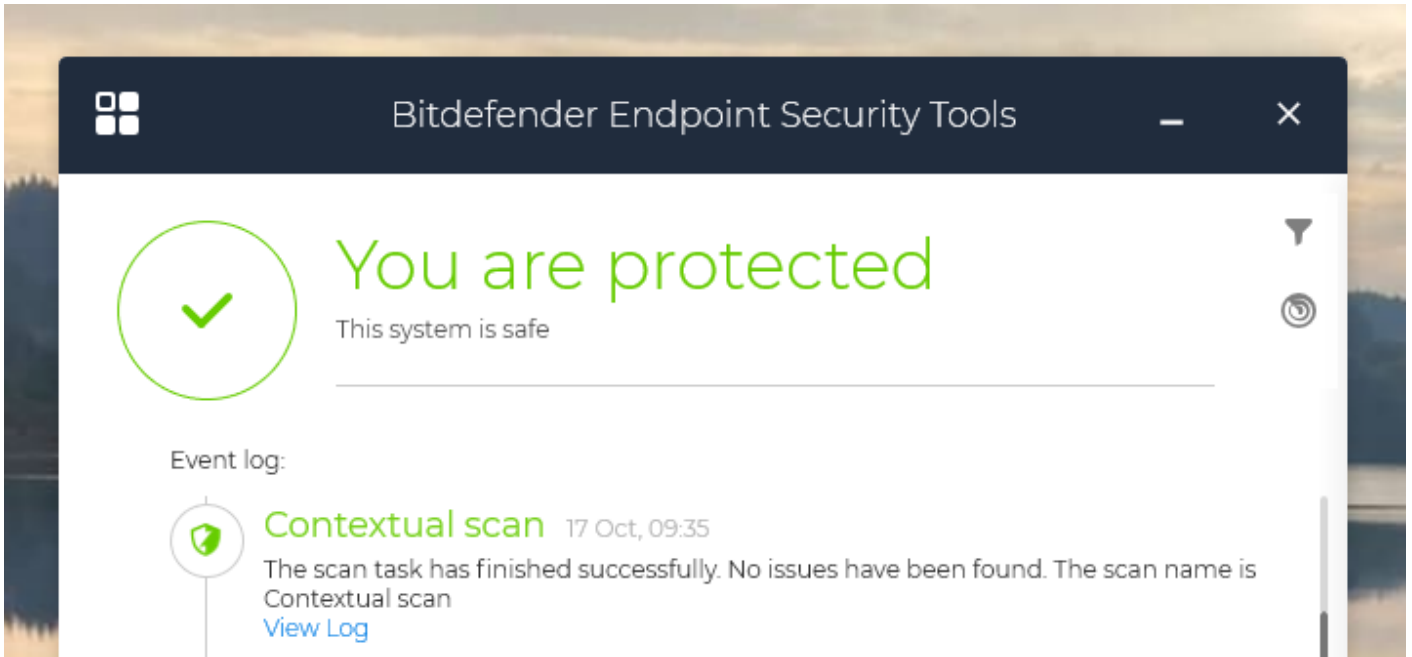 Bitdefender Endpoint Security Tools
You are protected
This system is safe
Event log:
Contextual scan 17 Oct, 09:35
The scan task has finished successfully. No issues have been found. The scan name is
Contextual scan
View Log